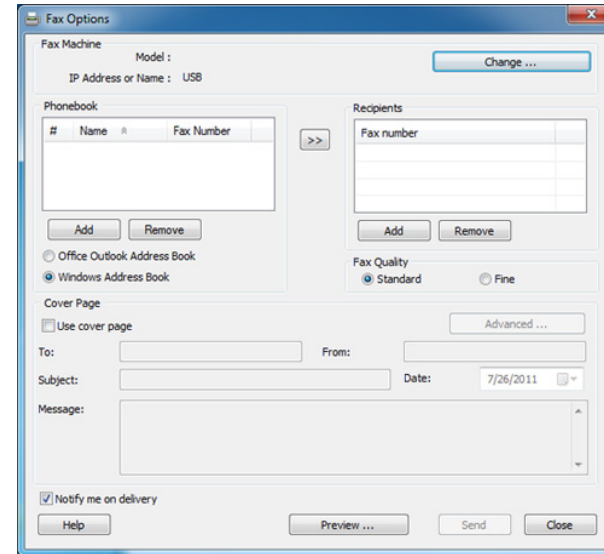 Fax Options
Fax Machine
Model :
Change ...
IP Address or Name : USB
Phonebook
# Name Fax Number
>>
Add Remove
Office Outlook Address Book
Windows Address Book
Recipients
Fax number
Add Remove
Fax Quality
Standard Fine
Cover Page
Use cover page
Advanced ...
To: From:
Subject: Date: 7/26/2011
Message:
Notify me on delivery
Help Preview ... Send Close